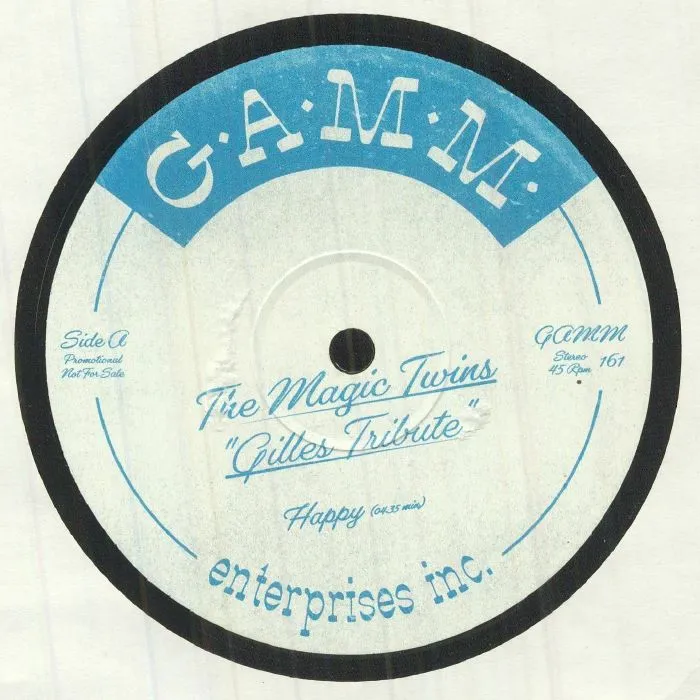 G·A·M·M·
Side A
Promotional
Not For Sale
GAMM
Stereo
45 Rpm 161
The Magic Twins
"Gilles Tribute"
Happy (04.35 min)
enterprises inc.